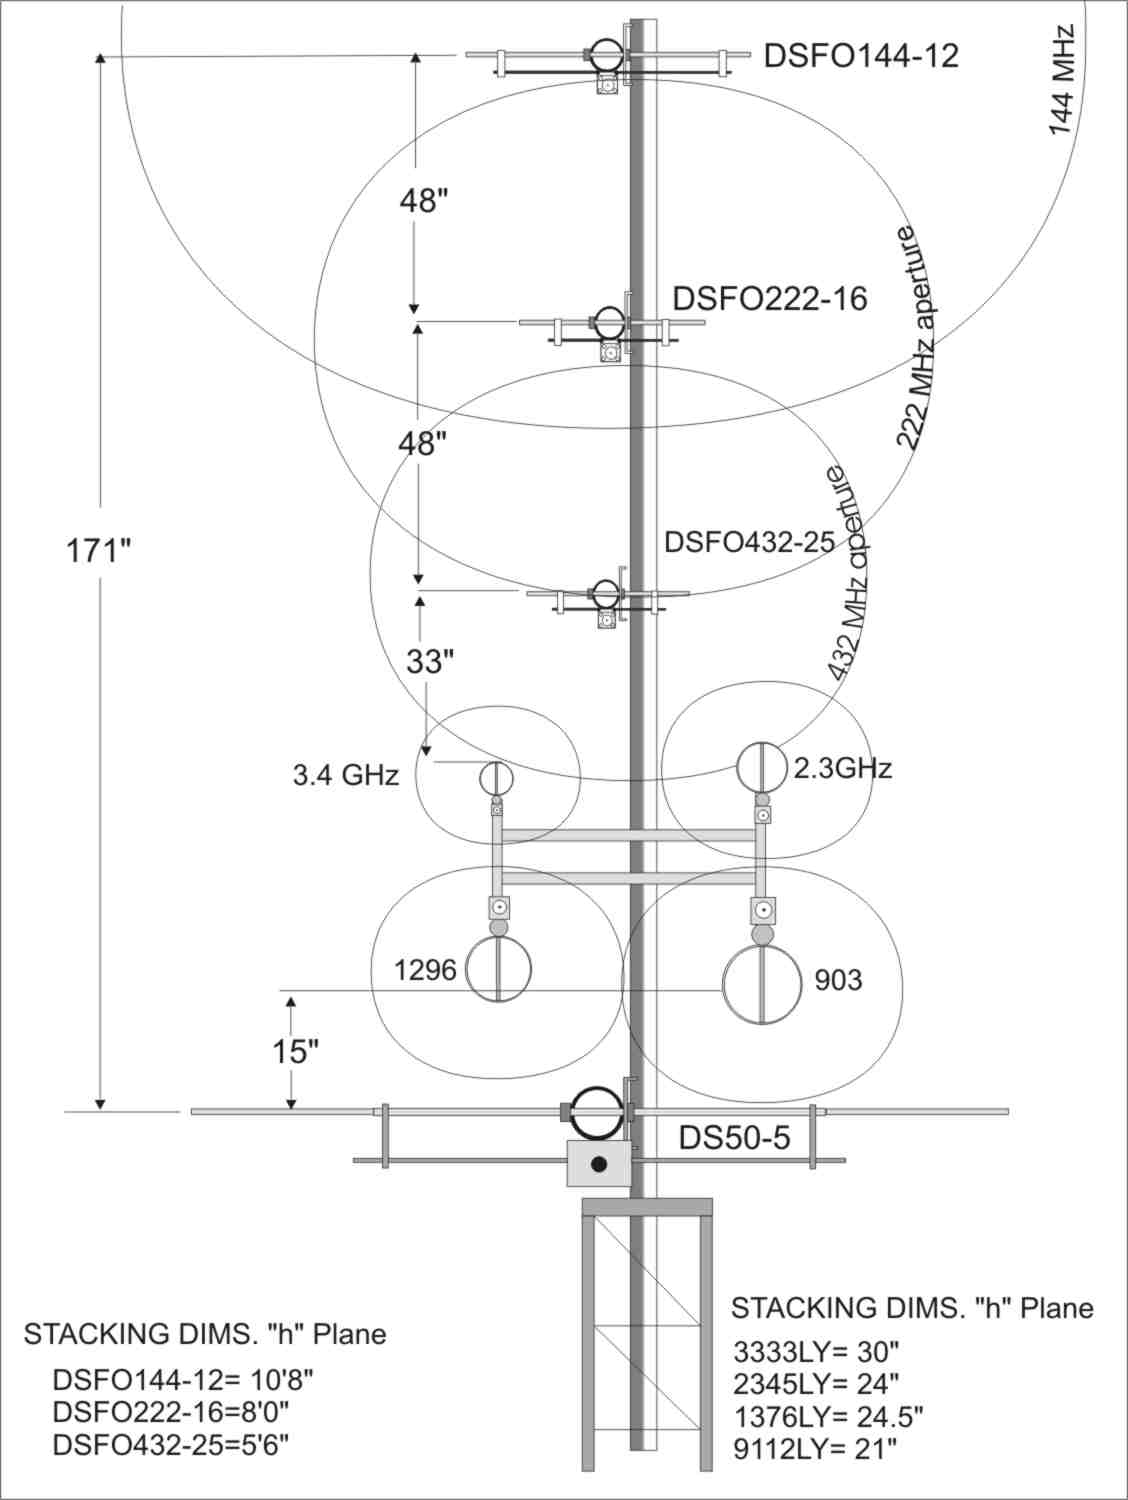 DSFO144-12
144 MHz
48"
DSFO222-16
222 MHz aperture
48"
171"
DSFO432-25
432 MHz aperture
33"
3.4 GHz
2.3GHz
1296
903
15"
DS50-5
STACKING DIMS. "h" Plane
DSFO144-12= 10'8"
DSFO222-16=8'0"
DSFO432-25=5'6"
STACKING DIMS. "h" Plane
3333LY= 30"
2345LY= 24"
1376LY= 24.5"
9112LY= 21"